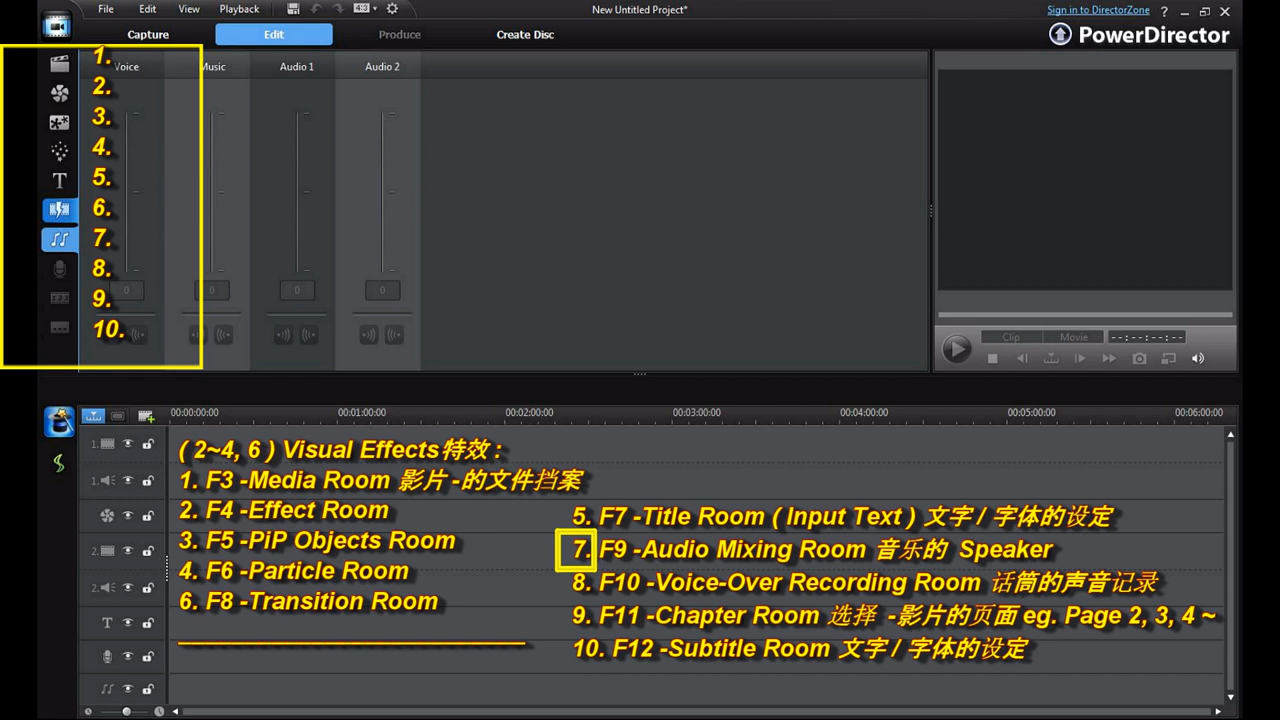 File Edit View Playback
New Untitled Project*
Sign in to DirectorZone ?
Capture Edit Produce Create Disc
PowerDirector
Voice Music Audio 1 Audio 2
1.
2.
3.
4.
T 5.
6.
7.
8.
9.
10.
0 0 0 0
Clip Movie --:--:--:--
00:00:00:00 00:01:00:00 00:02:00:00 00:03:00:00 00:04:00:00 00:05:00:00 00:06:00:00
1.
1.
2.
2.
T
( 2~4, 6 ) Visual Effects特效 :
1. F3 -Media Room 影片 -的文件挡案
2. F4 -Effect Room
3. F5 -PiP Objects Room
4. F6 -Particle Room
6. F8 -Transition Room
5. F7 -Title Room ( Input Text ) 文字 / 字体的设定
7. F9 -Audio Mixing Room 音乐的 Speaker
8. F10 -Voice-Over Recording Room 话筒的声音记录
9. F11 -Chapter Room 选择 -影片的页面 eg. Page 2, 3, 4 ~
10. F12 -Subtitle Room 文字 / 字体的设定